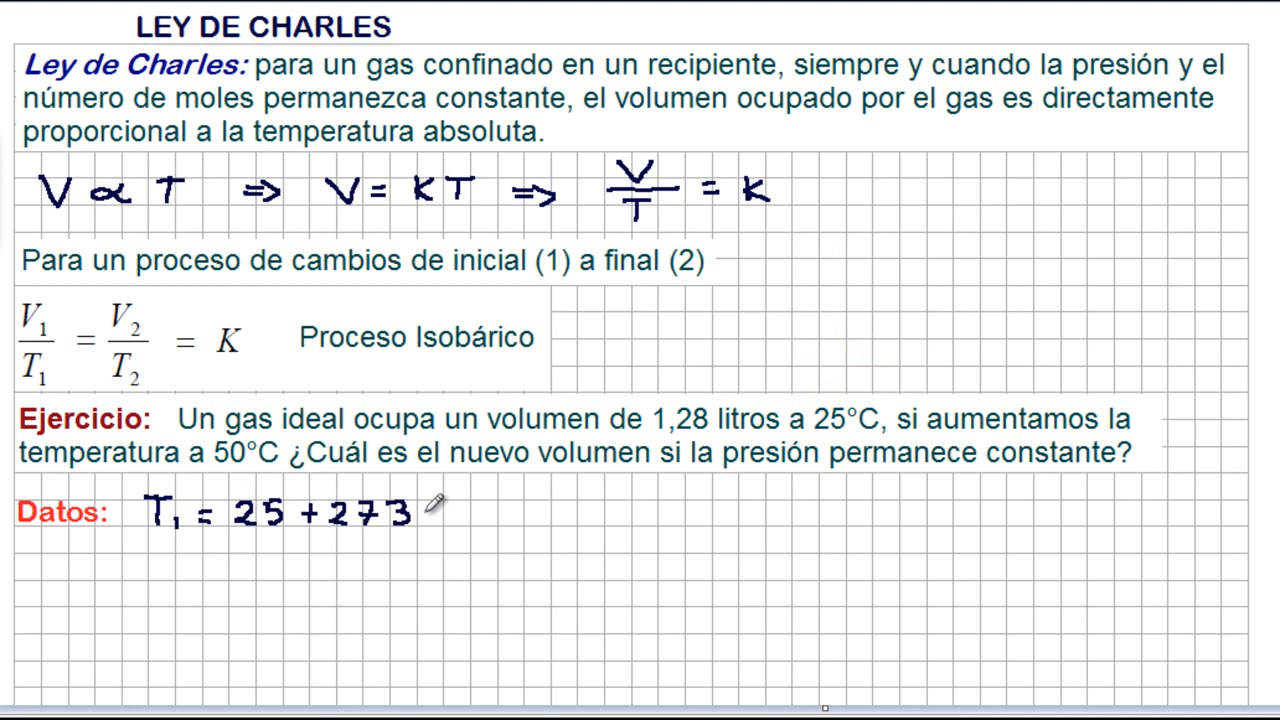 LEY DE CHARLES
Ley de Charles: para un gas confinado en un recipiente, siempre y cuando la presión y el
número de moles permanezca constante, el volumen ocupado por el gas es directamente
proporcional a la temperatura absoluta.
V ∝ T ⇒ V = KT ⇒ V/T = K
Para un proceso de cambios de inicial (1) a final (2)
V₁/T₁ = V₂/T₂ = K Proceso Isobárico
Ejercicio: Un gas ideal ocupa un volumen de 1,28 litros a 25°C, si aumentamos la
temperatura a 50°C ¿Cuál es el nuevo volumen si la presión permanece constante?
Datos: T₁ = 25 + 273